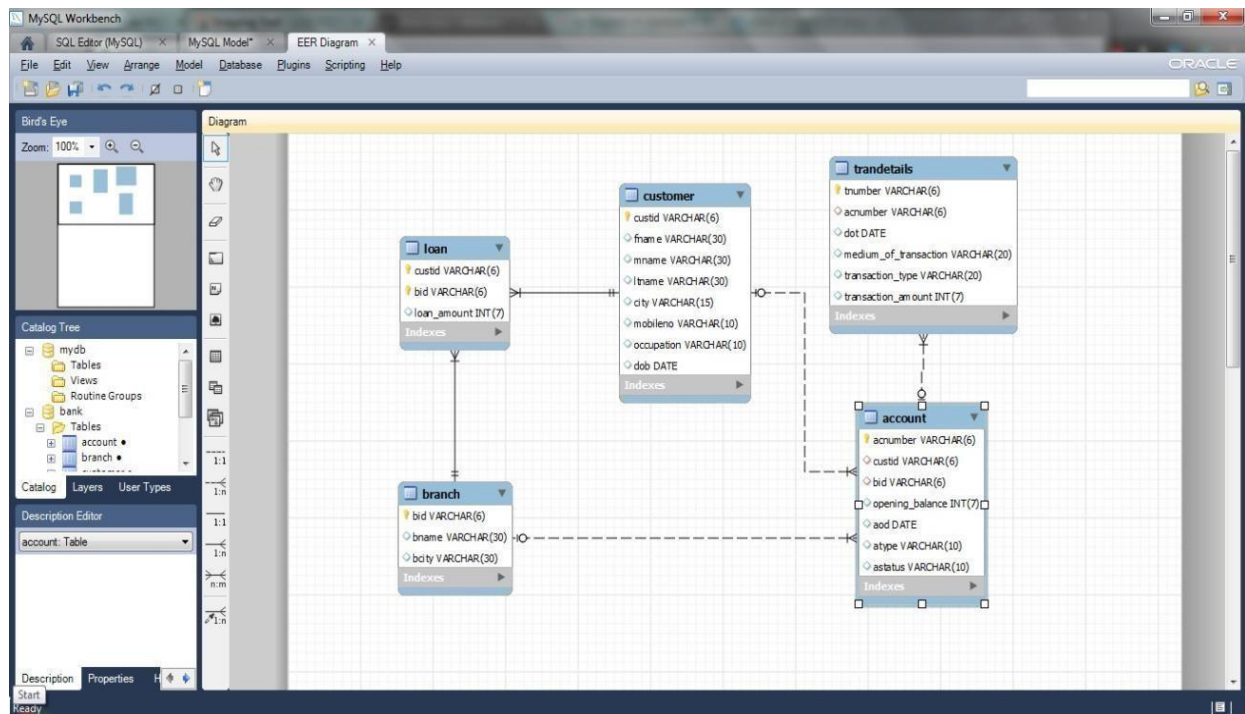 MySQL Workbench
SQL Editor (MySQL) × MySQL Model* × EER Diagram ×
File Edit View Arrange Model Database Plugins Scripting Help
ORACLE
Bird's Eye
Zoom: 100%
Diagram
loan
custid VARCHAR(6)
bid VARCHAR(6)
loan_amount INT(7)
Indexes
customer
custid VARCHAR(6)
fname VARCHAR(30)
mname VARCHAR(30)
ltname VARCHAR(30)
city VARCHAR(15)
mobileno VARCHAR(10)
occupation VARCHAR(10)
dob DATE
Indexes
trandetails
tnumber VARCHAR(6)
acnumber VARCHAR(6)
dot DATE
medium_of_transaction VARCHAR(20)
transaction_type VARCHAR(20)
transaction_amount INT(7)
Indexes
branch
bid VARCHAR(6)
bname VARCHAR(30)
bcity VARCHAR(30)
Indexes
account
acnumber VARCHAR(6)
custid VARCHAR(6)
bid VARCHAR(6)
opening_balance INT(7)
aod DATE
atype VARCHAR(10)
astatus VARCHAR(10)
Indexes
1:1
1:n
1:1
1:n
n:m
1:n
Catalog Tree
mydb
Tables
Views
Routine Groups
bank
Tables
account
branch
Catalog Layers User Types
Description Editor
account: Table
Description Properties H
Start
Ready